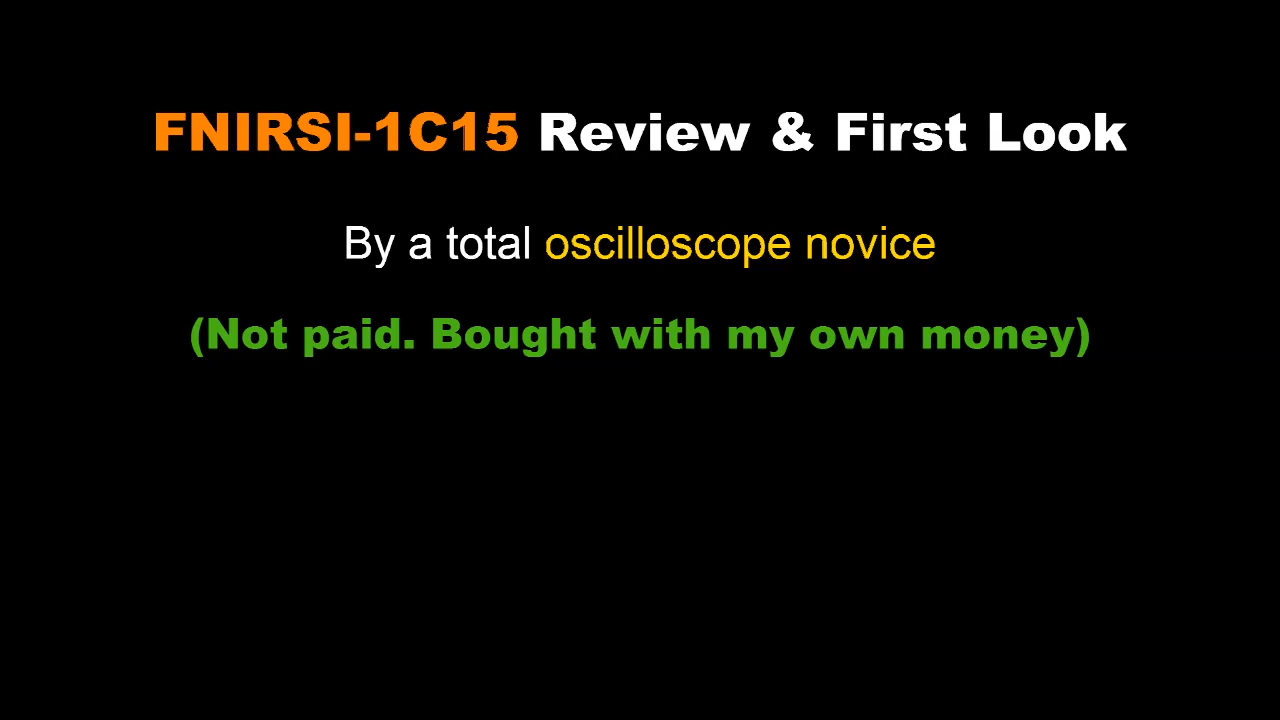 FNIRSI-1C15 Review & First Look
By a total oscilloscope novice
(Not paid. Bought with my own money)